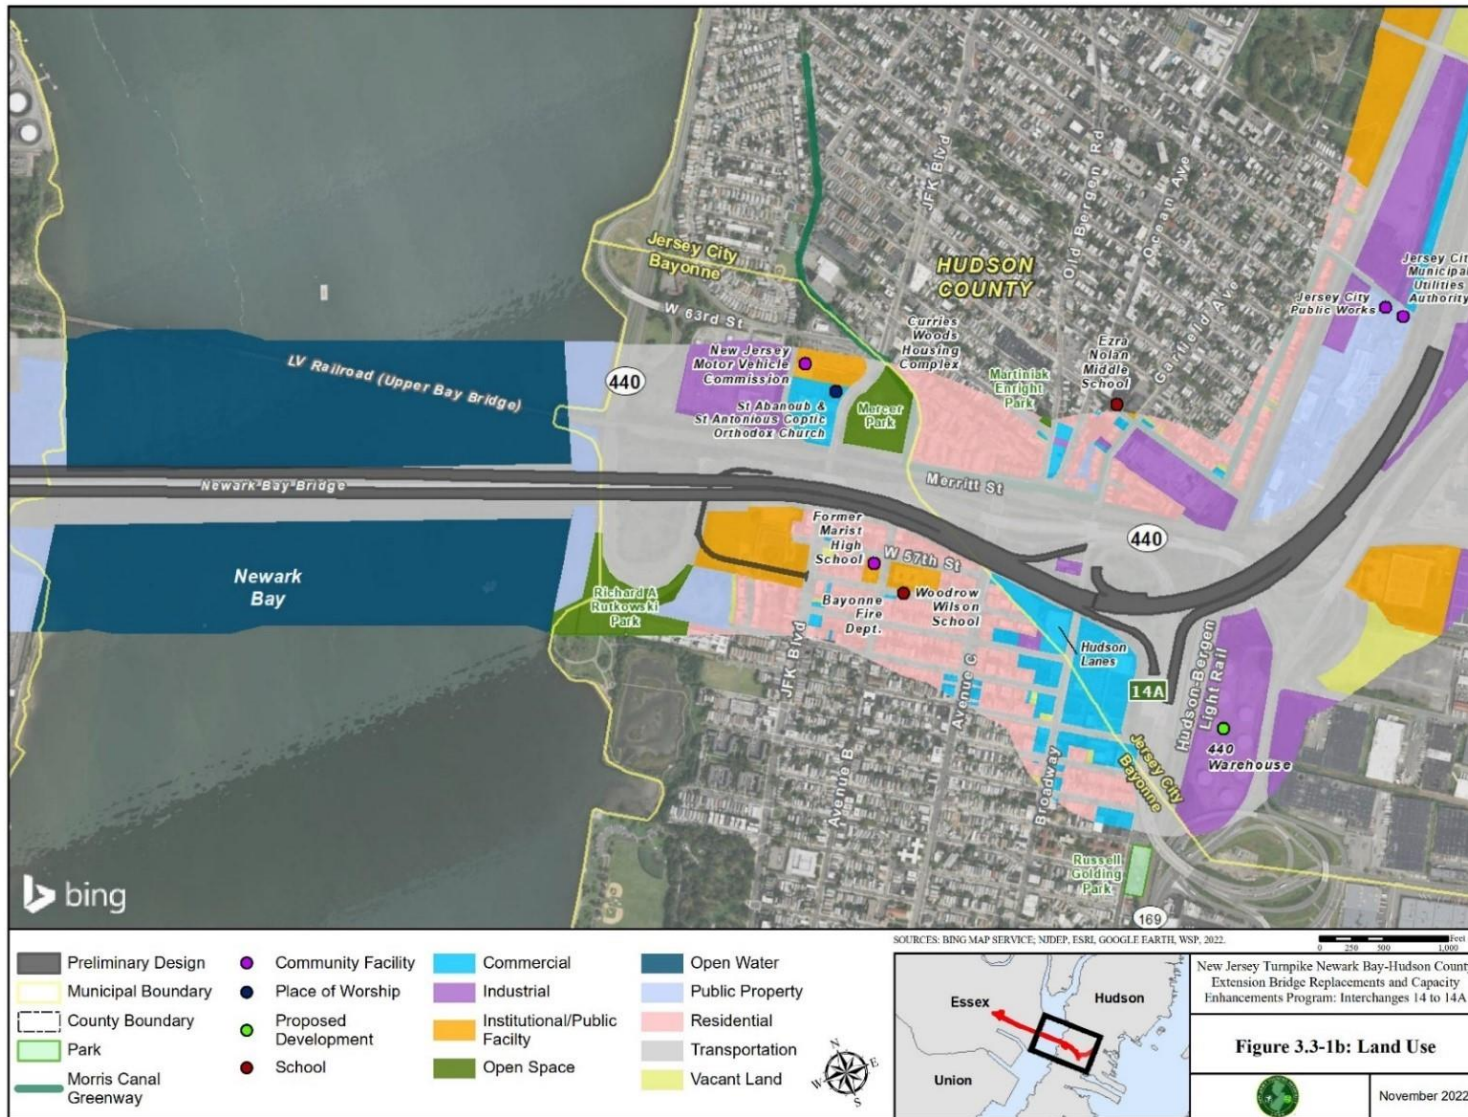 Jersey City
Bayonne
W 63rd St
JFK Blvd
Old Bergen Rd
Ocean Ave
Garfield Ave
HUDSON
COUNTY
Jersey City
Municipal
Utilities
Authority
Jersey City
Public Works
LV Railroad (Upper Bay Bridge)
440
New Jersey
Motor Vehicle
Commission
Curries
Woods
Housing
Complex
Ezra
Nolan
Middle
School
Martiniak
Enright
Park
St Abanoub &
St Antonious Coptic
Orthodox Church
Mercer
Park
Merritt St
Newark Bay Bridge
440
Former
Marist
High
School
W 57th St
Newark
Bay
Richard A
Rutkowski
Park
Bayonne
Fire
Dept.
Woodrow
Wilson
School
Hudson
Lanes
JFK Blvd
Avenue C
14A
Hudson-Bergen
Light Rail
440
Warehouse
Jersey City
Bayonne
Avenue B
Broadway
Russell
Golding
Park
169
bing
Preliminary Design
Municipal Boundary
County Boundary
Park
Morris Canal
Greenway
Community Facility
Place of Worship
Proposed
Development
School
Commercial
Industrial
Institutional/Public
Facilty
Open Space
Open Water
Public Property
Residential
Transportation
Vacant Land
N
E
S
W
SOURCES: BING MAP SERVICE; NJDEP, ESRI, GOOGLE EARTH, WSP, 2022.
Feet
0 250 500 1,000
Essex
Hudson
Union
New Jersey Turnpike Newark Bay-Hudson County
Extension Bridge Replacements and Capacity
Enhancements Program: Interchanges 14 to 14A
Figure 3.3-1b: Land Use
November 2022